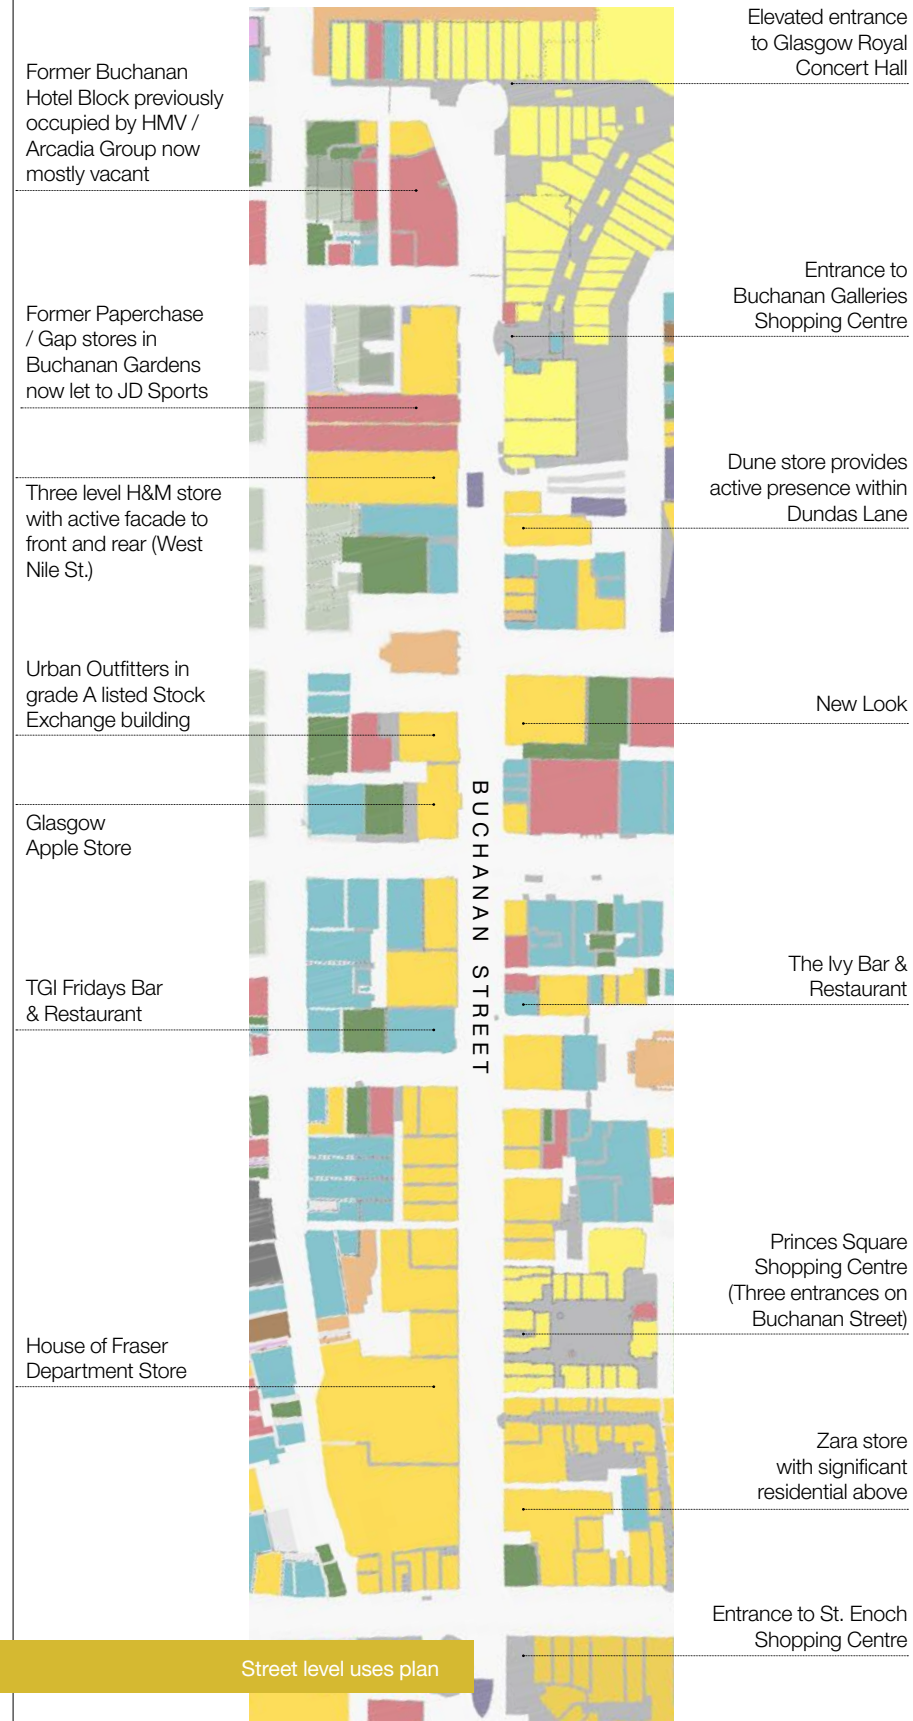 Elevated entrance
to Glasgow Royal
Concert Hall
Former Buchanan
Hotel Block previously
occupied by HMV /
Arcadia Group now
mostly vacant
Entrance to
Buchanan Galleries
Shopping Centre
Former Paperchase
/ Gap stores in
Buchanan Gardens
now let to JD Sports
Dune store provides
active presence within
Dundas Lane
Three level H&M store
with active facade to
front and rear (West
Nile St.)
Urban Outfitters in
grade A listed Stock
Exchange building
New Look
Glasgow
Apple Store
BUCHANAN STREET
The Ivy Bar &
Restaurant
TGI Fridays Bar
& Restaurant
Princes Square
Shopping Centre
(Three entrances on
Buchanan Street)
House of Fraser
Department Store
Zara store
with significant
residential above
Entrance to St. Enoch
Shopping Centre
Street level uses plan